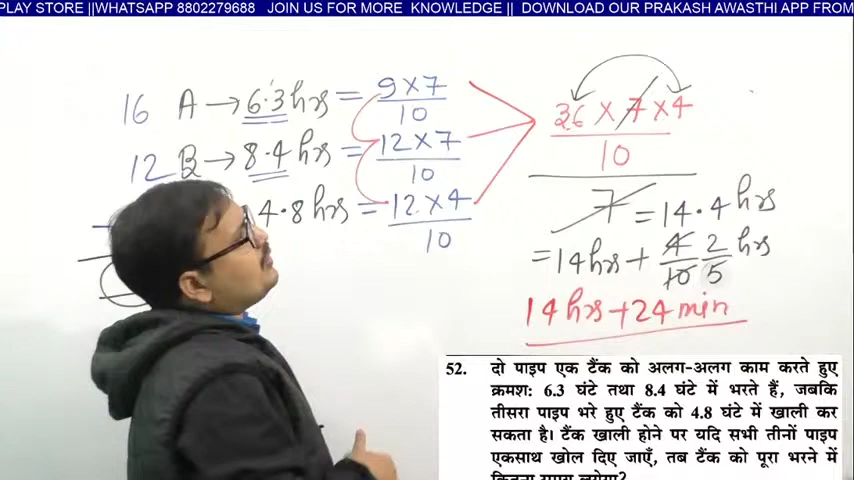 PLAY STORE ||WHATSAPP 8802279688 JOIN US FOR MORE KNOWLEDGE || DOWNLOAD OUR PRAKASH AWASTHI APP FROM
16 A → 6.3 hrs = 9 × 7 / 10
12 B → 8.4 hrs = 12 × 7 / 10
4.8 hrs = 12 × 4 / 10
36 × 7 × 4
10
7
= 14.4 hrs
= 14 hrs + 4/10 2/5 hrs
14 hrs + 24 min
52. दो पाइप एक टैंक को अलग-अलग काम करते हुए
क्रमश: 6.3 घंटे तथा 8.4 घंटे में भरते हैं, जबकि
तीसरा पाइप भरे हुए टैंक को 4.8 घंटे में खाली कर
सकता है। टैंक खाली होने पर यदि सभी तीनों पाइप
एकसाथ खोल दिए जाएँ, तब टैंक को पूरा भरने में